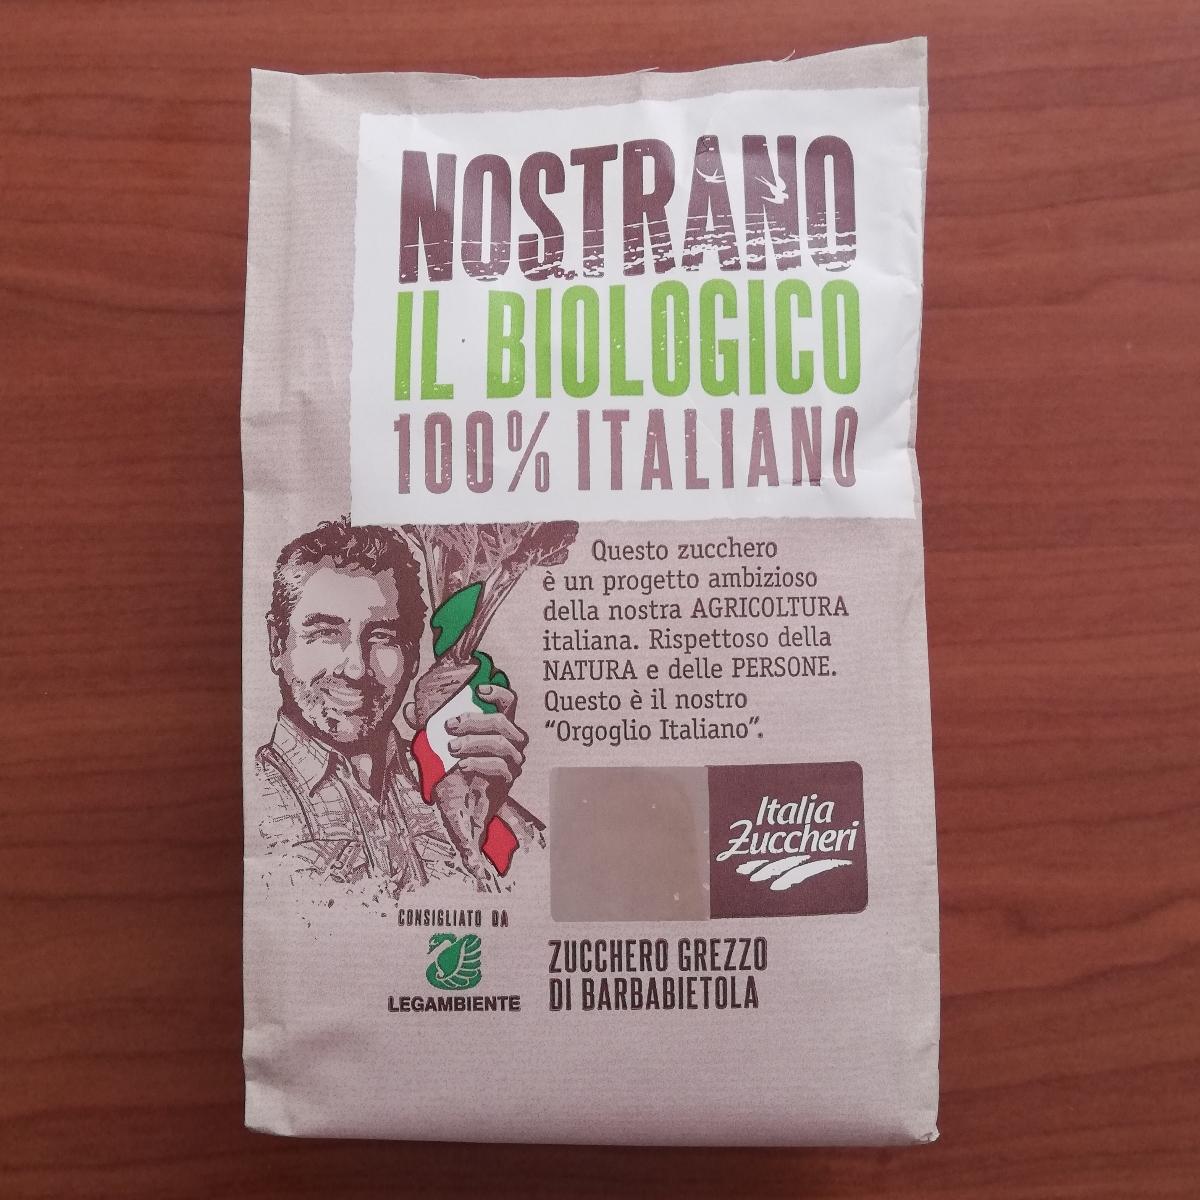 NOSTRANO
IL BIOLOGICO
100% ITALIANO
Questo zucchero
è un progetto ambizioso
della nostra AGRICOLTURA
italiana. Rispettoso della
NATURA e delle PERSONE.
Questo è il nostro
“Orgoglio Italiano”.
Italia
Zuccheri
CONSIGLIATO DA
LEGAMBIENTE
ZUCCHERO GREZZO
DI BARBABIETOLA